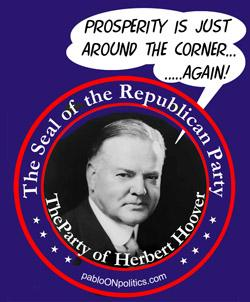 PROSPERITY IS JUST
AROUND THE CORNER...
.....AGAIN!
The Seal of the Republican Party
TheParty of Herbert Hoover
pabloONpolitics.com